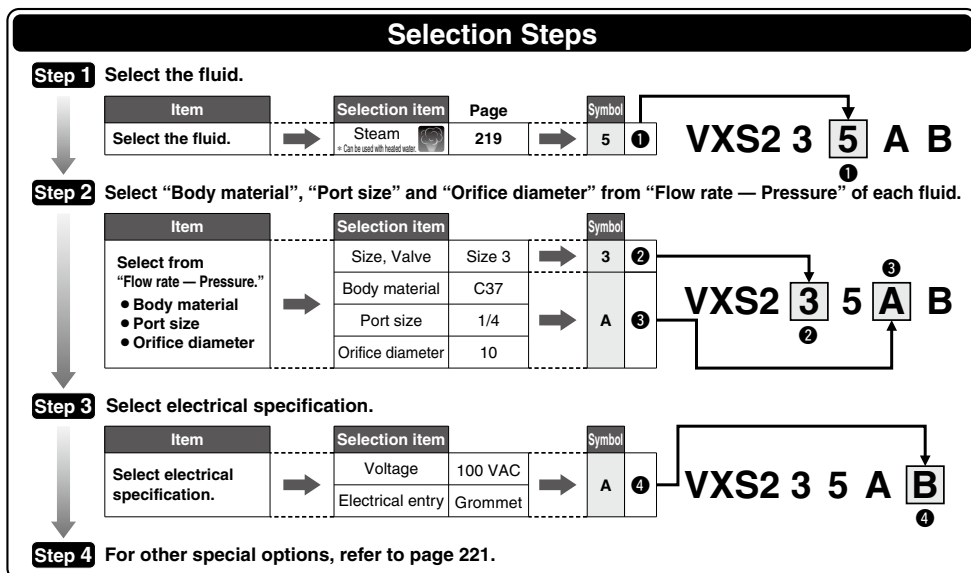 Selection Steps
Step 1 Select the fluid.
Item Selection item Page Symbol
Select the fluid. Steam 219 5 ❶
* Can be used with heated water.
VXS2 3 5 A B
❶
Step 2 Select “Body material”, “Port size” and “Orifice diameter” from “Flow rate — Pressure” of each fluid.
Item Selection item Symbol
Select from
“Flow rate — Pressure.”
● Body material
● Port size
● Orifice diameter
Size, Valve Size 3 3 ❷
Body material C37
Port size 1/4 A ❸
Orifice diameter 10
❸
VXS2 3 5 A B
❷
Step 3 Select electrical specification.
Item Selection item Symbol
Select electrical
specification.
Voltage 100 VAC A ❹
Electrical entry Grommet
VXS2 3 5 A B
❹
Step 4 For other special options, refer to page 221.